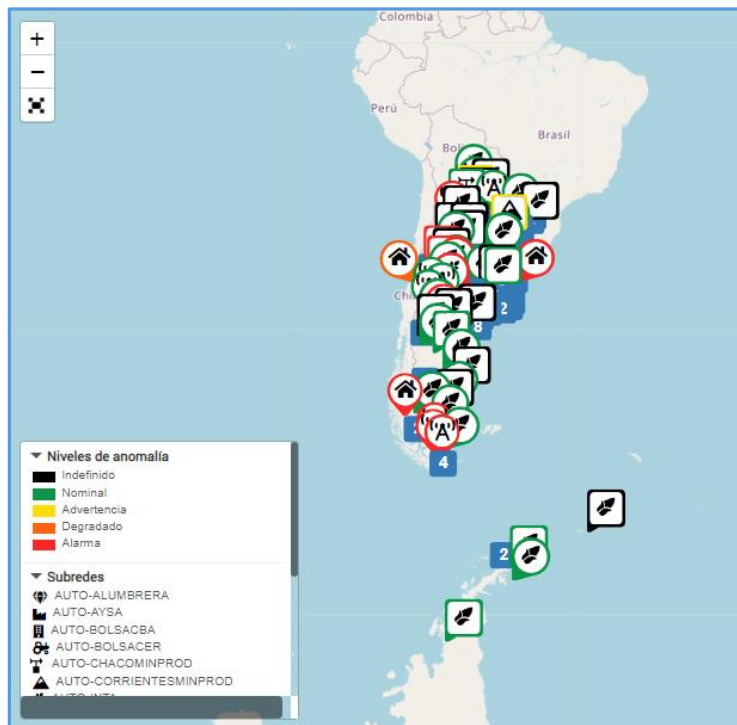 Colombia
+
−
Perú
Brasil
Bol
Chi
2
8
4
2
Niveles de anomalía
Indefinido
Nominal
Advertencia
Degradado
Alarma
Subredes
AUTO-ALUMBRERA
AUTO-AYSA
AUTO-BOLSACBA
AUTO-BOLSACER
AUTO-CHACOMINPROD
AUTO-CORRIENTESMINPROD